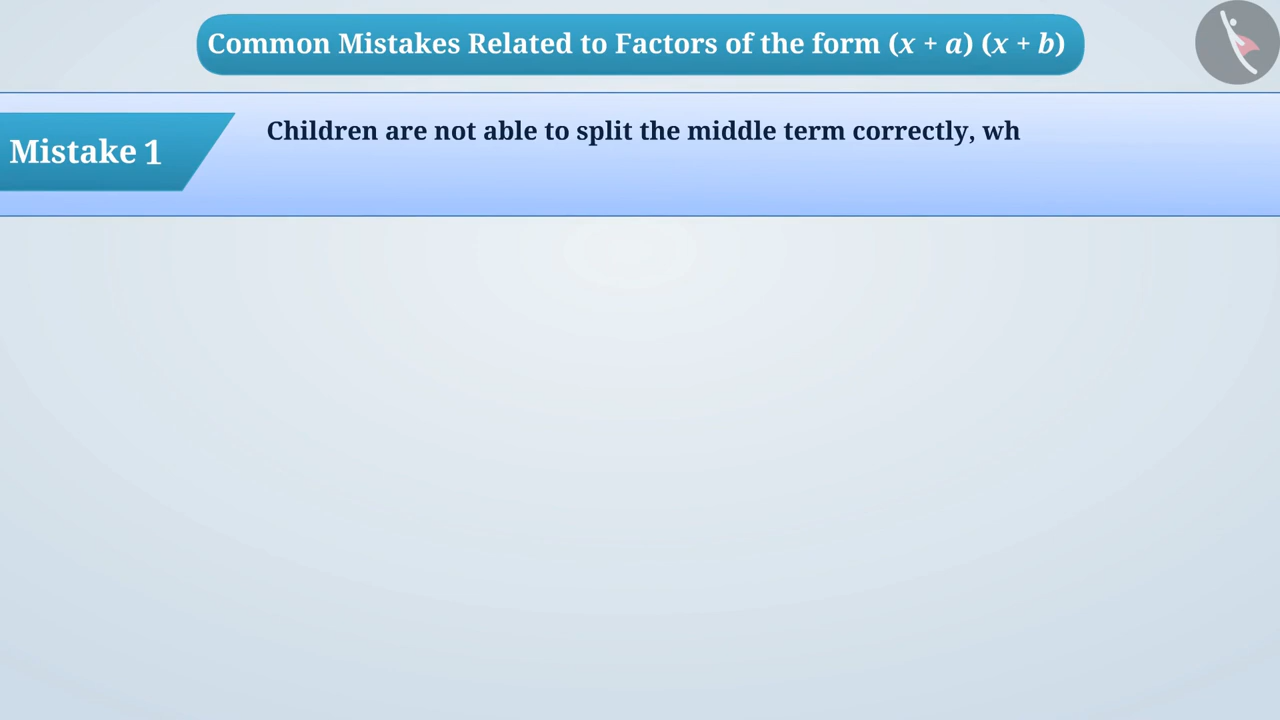 Common Mistakes Related to Factors of the form (x + a) (x + b)
Mistake 1
Children are not able to split the middle term correctly, wh